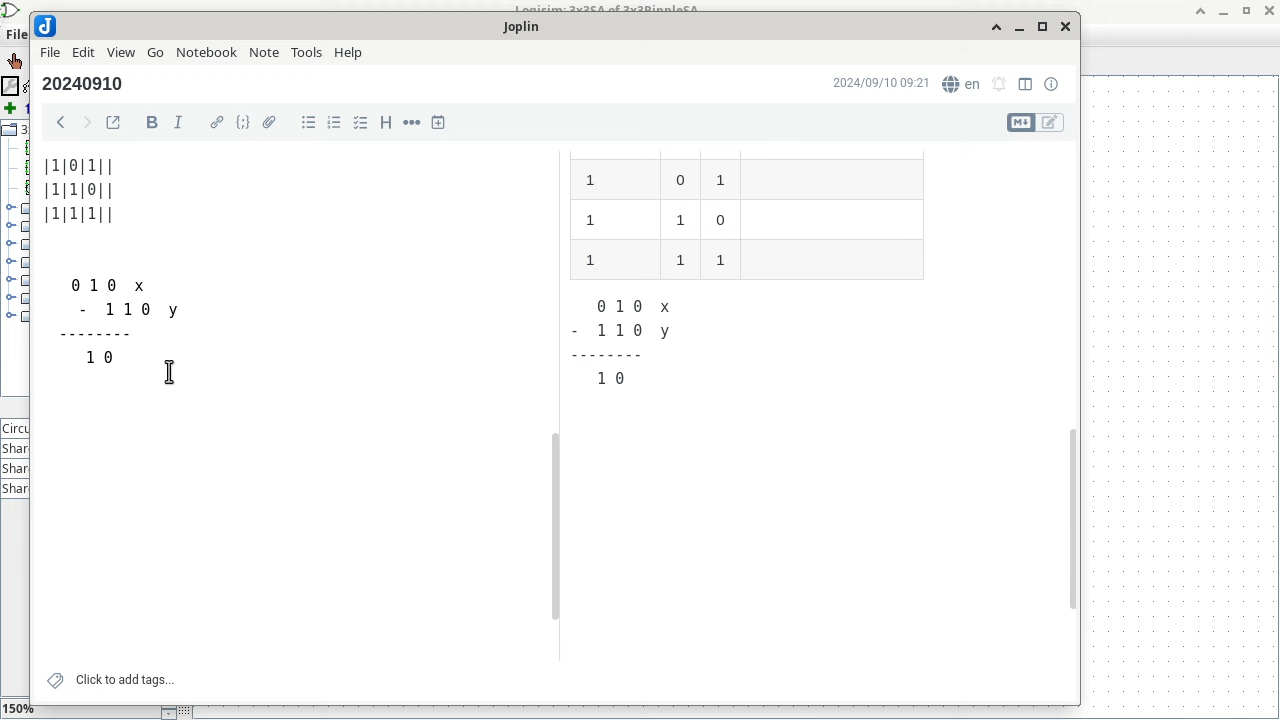 Logisim: 3x3SA of 3x3RippleSA
Joplin
File
File Edit View Go Notebook Note Tools Help
20240910
2024/09/10 09:21 en
|1|0|1||
|1|1|0||
|1|1|1||
0 1 0 x
- 1 1 0 y
--------
1 0
1 0 1
1 1 0
1 1 1
0 1 0 x
- 1 1 0 y
--------
1 0
3
Circu
Shar
Shar
Shar
Click to add tags...
150%